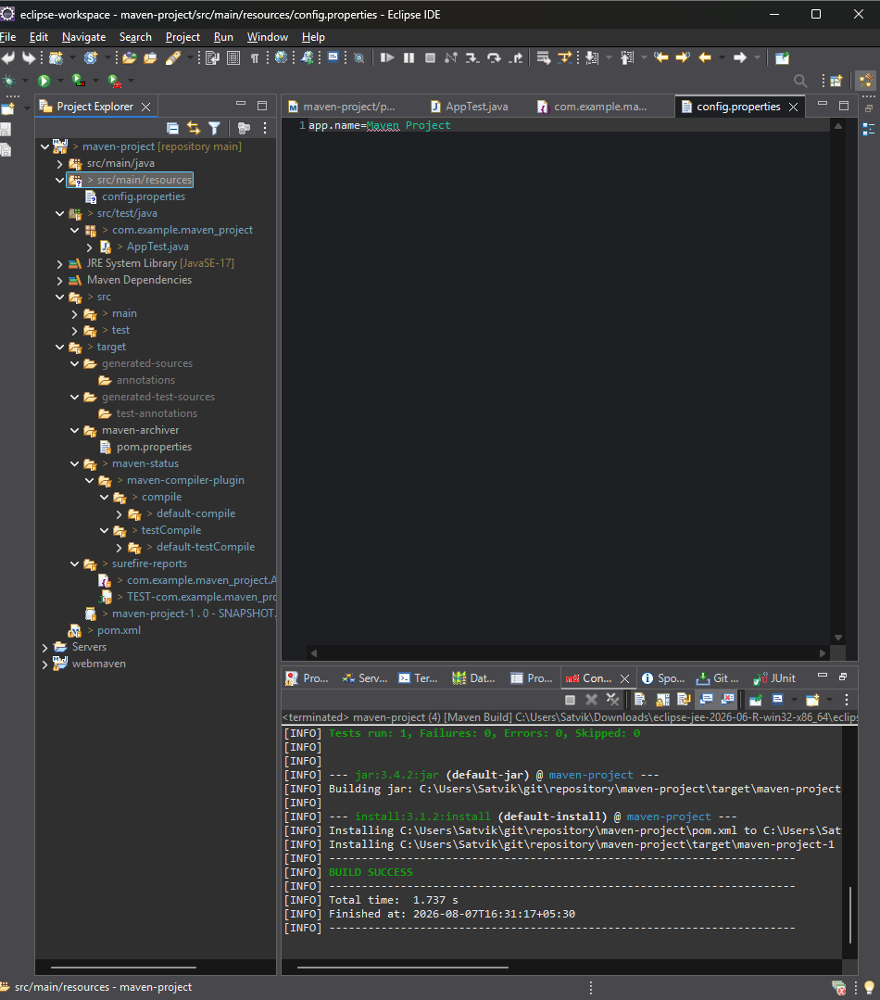 eclipse-workspace - maven-project/src/main/resources/config.properties - Eclipse IDE
File Edit Navigate Search Project Run Window Help
Project Explorer
maven-project/p...
AppTest.java
com.example.ma...
config.properties
> maven-project [repository main]
src/main/java
> src/main/resources
config.properties
> src/test/java
> com.example.maven_project
> AppTest.java
JRE System Library [JavaSE-17]
Maven Dependencies
> src
> main
> test
> target
generated-sources
annotations
generated-test-sources
test-annotations
maven-archiver
pom.properties
> maven-status
> maven-compiler-plugin
> compile
> default-compile
> testCompile
> default-testCompile
> surefire-reports
> com.example.maven_project.A
> TEST-com.example.maven_pro
> maven-project-1 . 0 - SNAPSHOT.
> pom.xml
Servers
webmaven
1 app.name=Maven Project
Pro... Serv... Ter... Dat... Pro... Con... Spo... Git ... JUnit
<terminated> maven-project (4) [Maven Build] C:\Users\Satvik\Downloads\eclipse-jee-2026-06-R-win32-x86_64\eclips
[INFO] Tests run: 1, Failures: 0, Errors: 0, Skipped: 0
[INFO]
[INFO]
[INFO] --- jar:3.4.2:jar (default-jar) @ maven-project ---
[INFO] Building jar: C:\Users\Satvik\git\repository\maven-project\target\maven-project
[INFO]
[INFO] --- install:3.1.2:install (default-install) @ maven-project ---
[INFO] Installing C:\Users\Satvik\git\repository\maven-project\pom.xml to C:\Users\Sat
[INFO] Installing C:\Users\Satvik\git\repository\maven-project\target\maven-project-1
[INFO] ------------------------------------------------------------------------
[INFO] BUILD SUCCESS
[INFO] ------------------------------------------------------------------------
[INFO] Total time:  1.737 s
[INFO] Finished at: 2026-08-07T16:31:17+05:30
[INFO] ------------------------------------------------------------------------
src/main/resources - maven-project